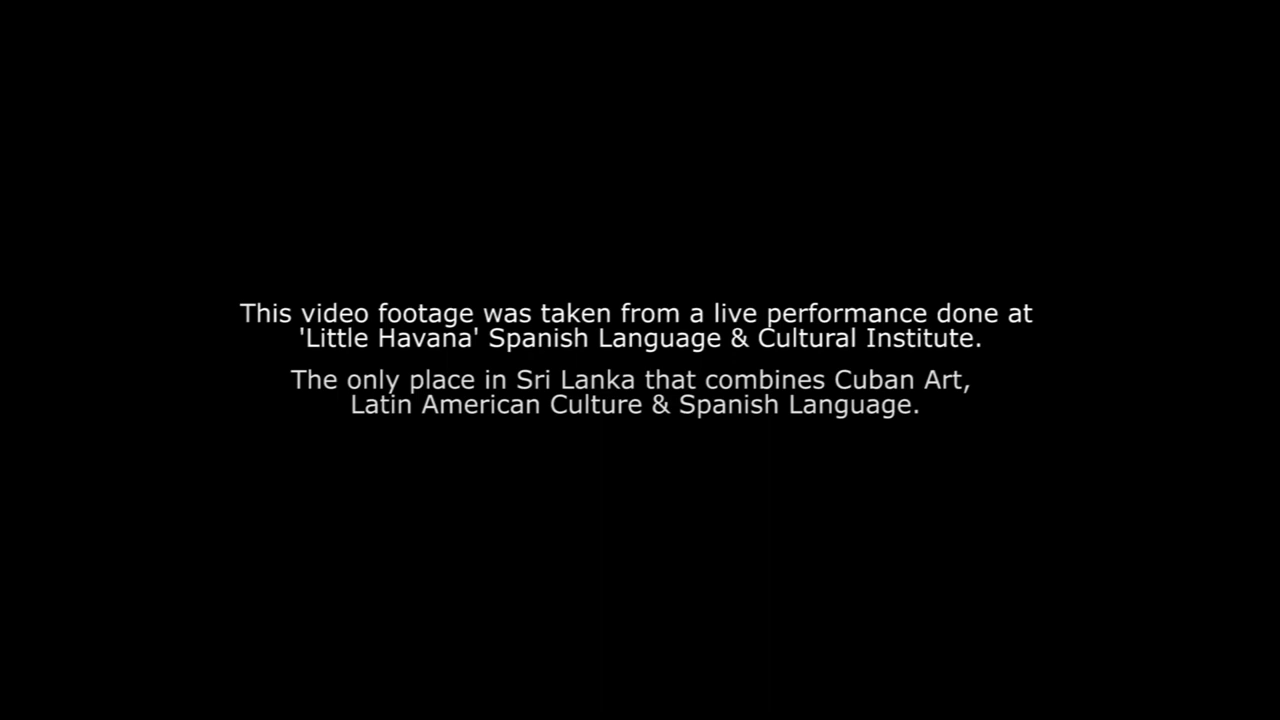 This video footage was taken from a live performance done at
'Little Havana' Spanish Language & Cultural Institute.
The only place in Sri Lanka that combines Cuban Art,
Latin American Culture & Spanish Language.